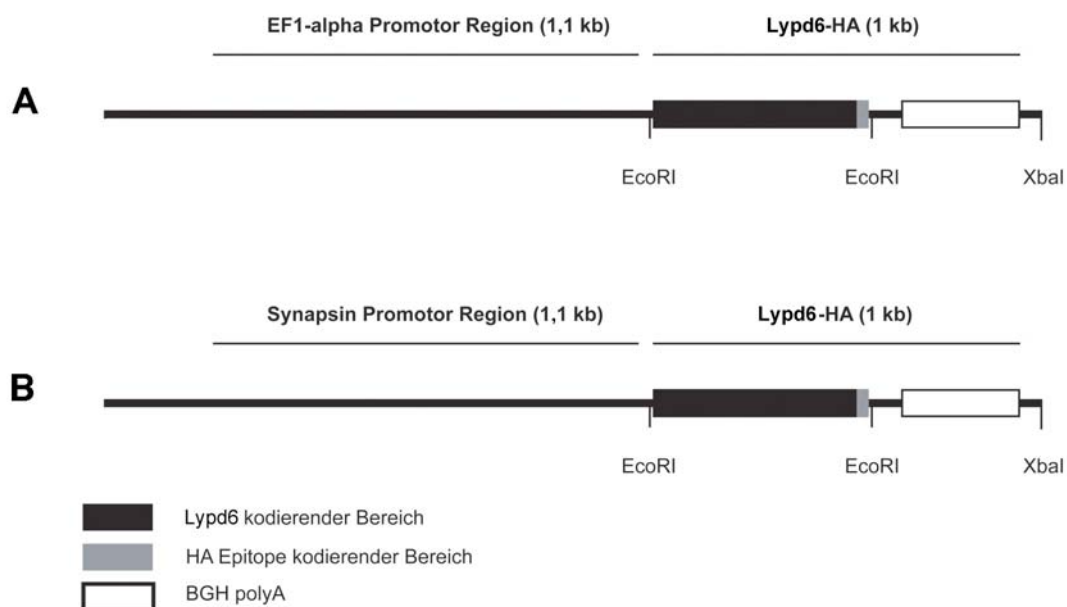 EF1-alpha Promotor Region (1,1 kb) Lypd6-HA (1 kb)
A
EcoRI EcoRI XbaI
Synapsin Promotor Region (1,1 kb) Lypd6-HA (1 kb)
B
EcoRI EcoRI XbaI
Lypd6 kodierender Bereich
HA Epitope kodierender Bereich
BGH polyA